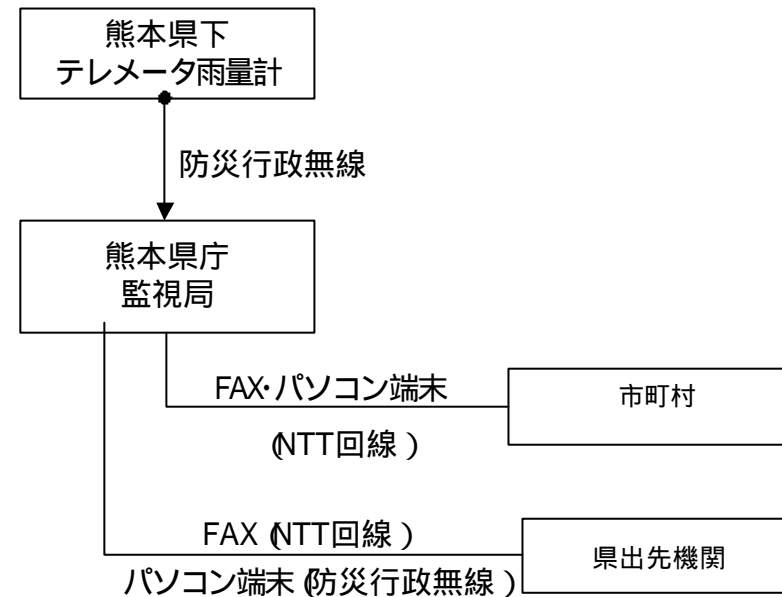 熊本県下
テレメータ雨量計
防災行政無線
熊本県庁
監視局
FAX・パソコン端末
(NTT回線)
市町村
FAX (NTT回線)
パソコン端末 (防災行政無線)
県出先機関